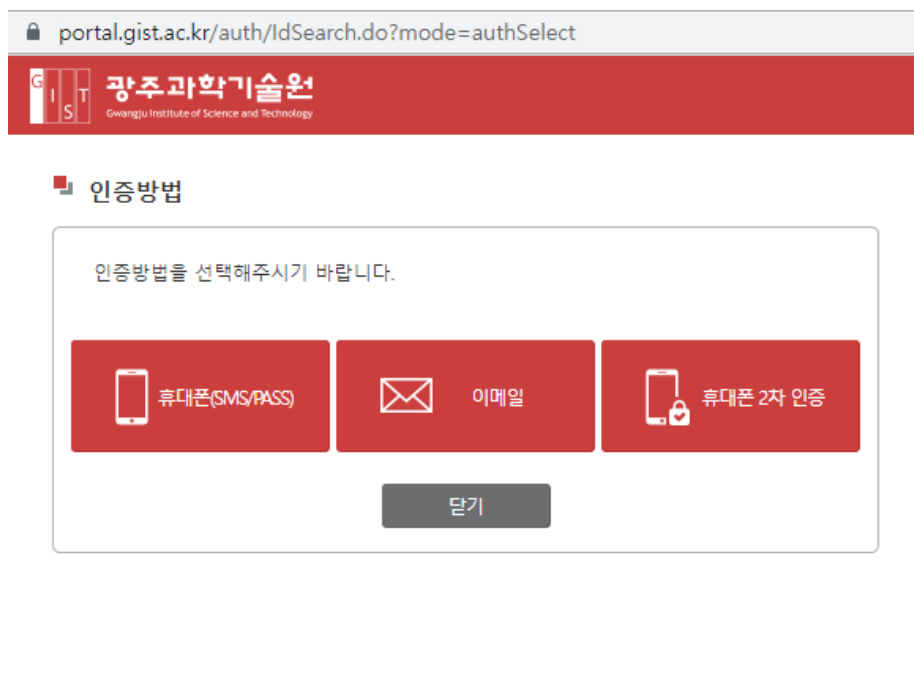 portal.gist.ac.kr/auth/IdSearch.do?mode=authSelect
GIST
광주과학기술원
Gwangju Institute of Science and Technology
인증방법
인증방법을 선택해주시기 바랍니다.
휴대폰(SMS/PASS)
이메일
휴대폰 2차 인증
닫기